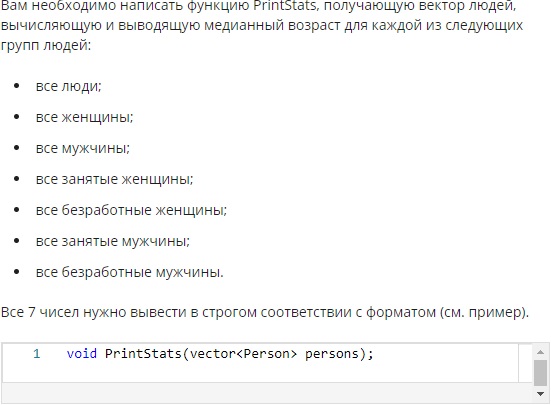 Вам необходимо написать функцию PrintStats, получающую вектор людей,
вычисляющую и выводящую медианный возраст для каждой из следующих
групп людей:
• все люди;
• все женщины;
• все мужчины;
• все занятые женщины;
• все безработные женщины;
• все занятые мужчины;
• все безработные мужчины.
Все 7 чисел нужно вывести в строгом соответствии с форматом (см. пример).
1 void PrintStats(vector<Person> persons);